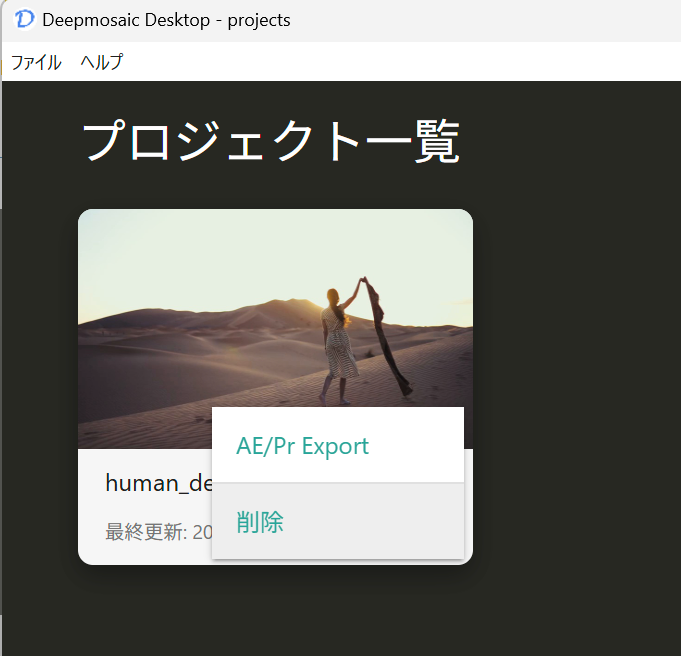 Deepmosaic Desktop - projects
ファイル ヘルプ
プロジェクト一覧
AE/Pr Export
human_de
削除
最終更新: 20